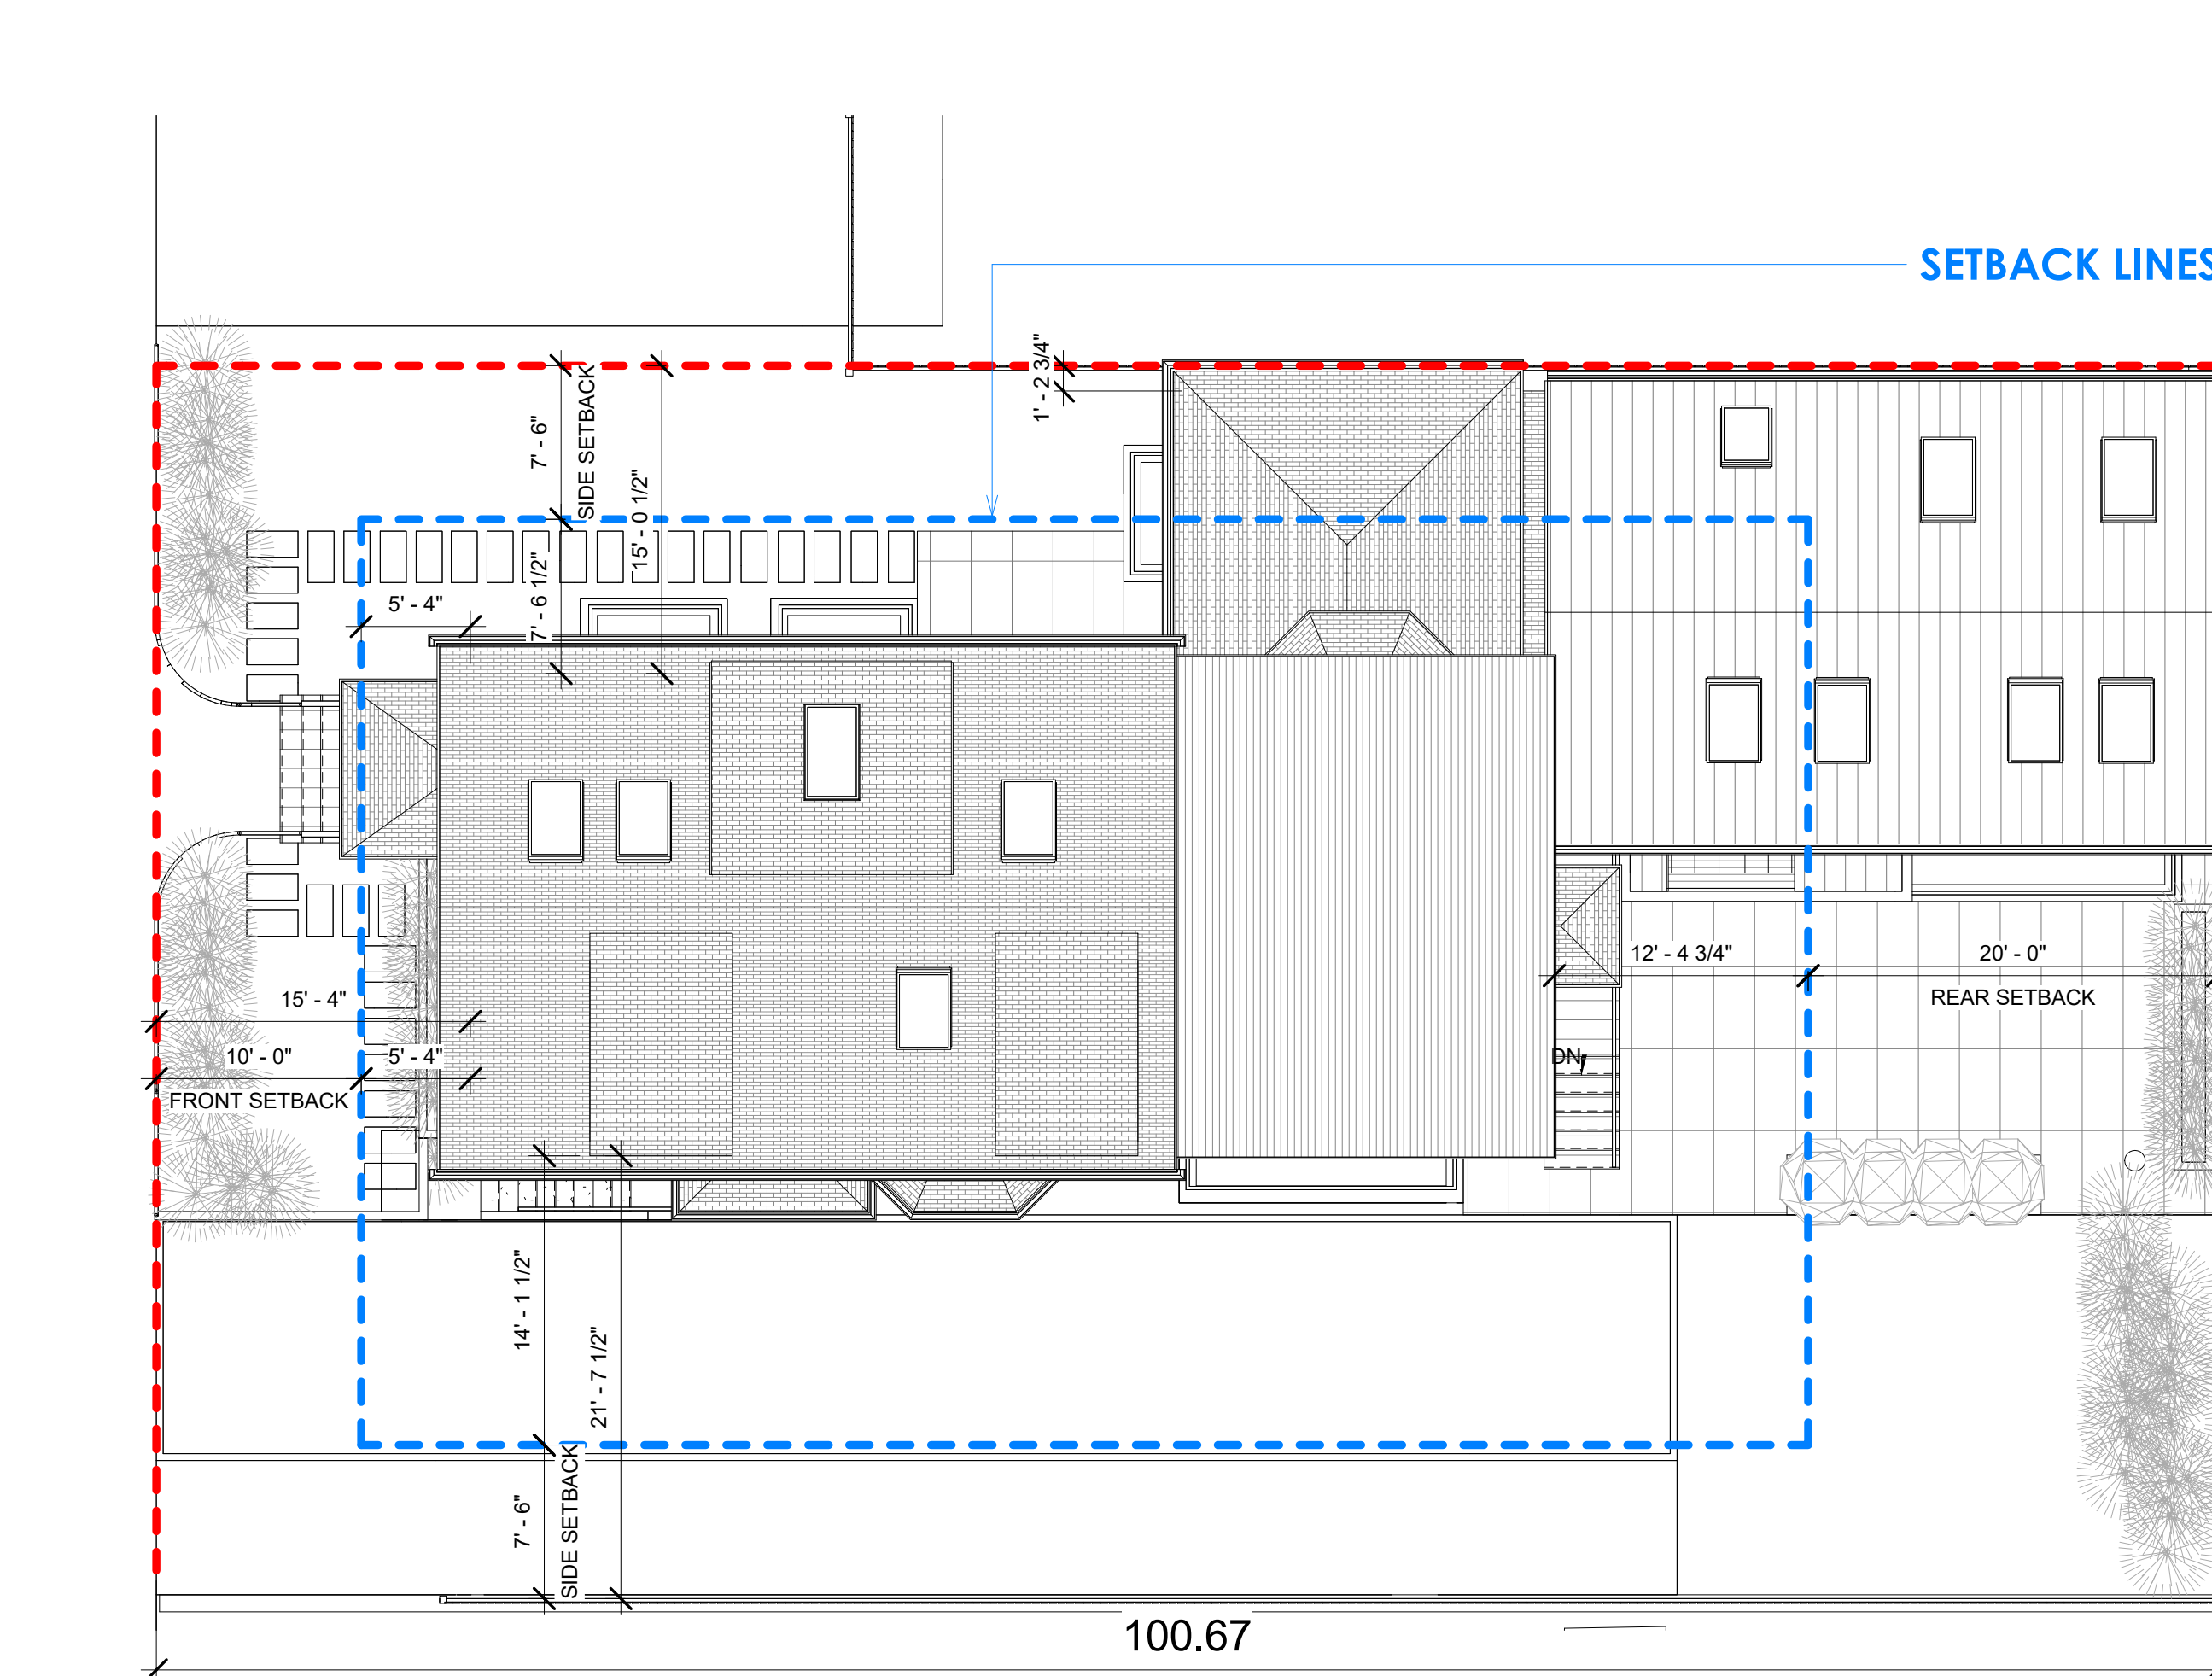 SETBACK LINES
1' - 2 3/4"
7' - 6"
SIDE SETBACK
15' - 0 1/2"
7' - 6 1/2"
5' - 4"
12' - 4 3/4"
20' - 0"
REAR SETBACK
15' - 4"
10' - 0"
5' - 4"
FRONT SETBACK
DN
14' - 1 1/2"
21' - 7 1/2"
7' - 6"
SIDE SETBACK
100.67